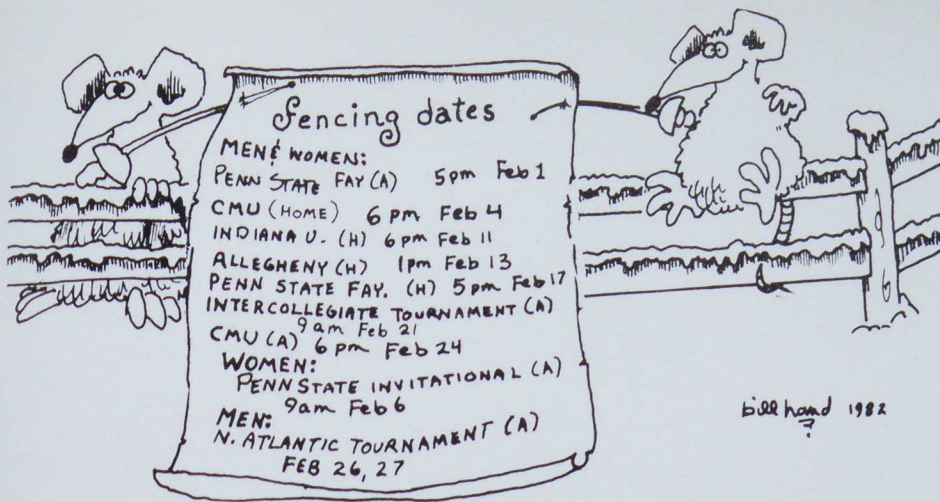 fencing dates
MEN & WOMEN:
PENN STATE FAY (A) 5pm Feb 1
CMU (HOME) 6 pm Feb 4
INDIANA U. (H) 6pm Feb 11
ALLEGHENY (H) 1pm Feb 13
PENN STATE FAY. (H) 5pm Feb 17
INTERCOLLEGIATE TOURNAMENT (A)
9am Feb 21
CMU (A) 6 pm Feb 24
WOMEN:
PENN STATE INVITATIONAL (A)
9am Feb 6
MEN:
N. ATLANTIC TOURNAMENT (A)
FEB 26, 27
bill hand 1982
?